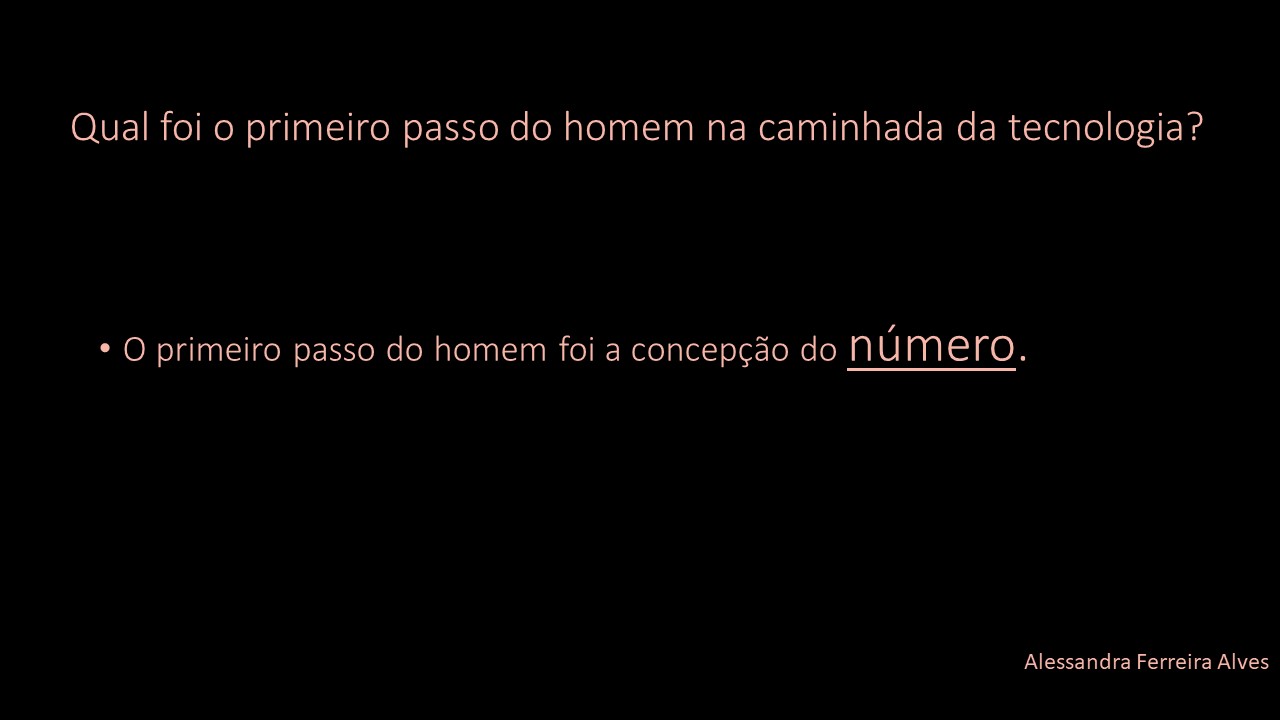 Qual foi o primeiro passo do homem na caminhada da tecnologia?
• O primeiro passo do homem foi a concepção do número.
Alessandra Ferreira Alves